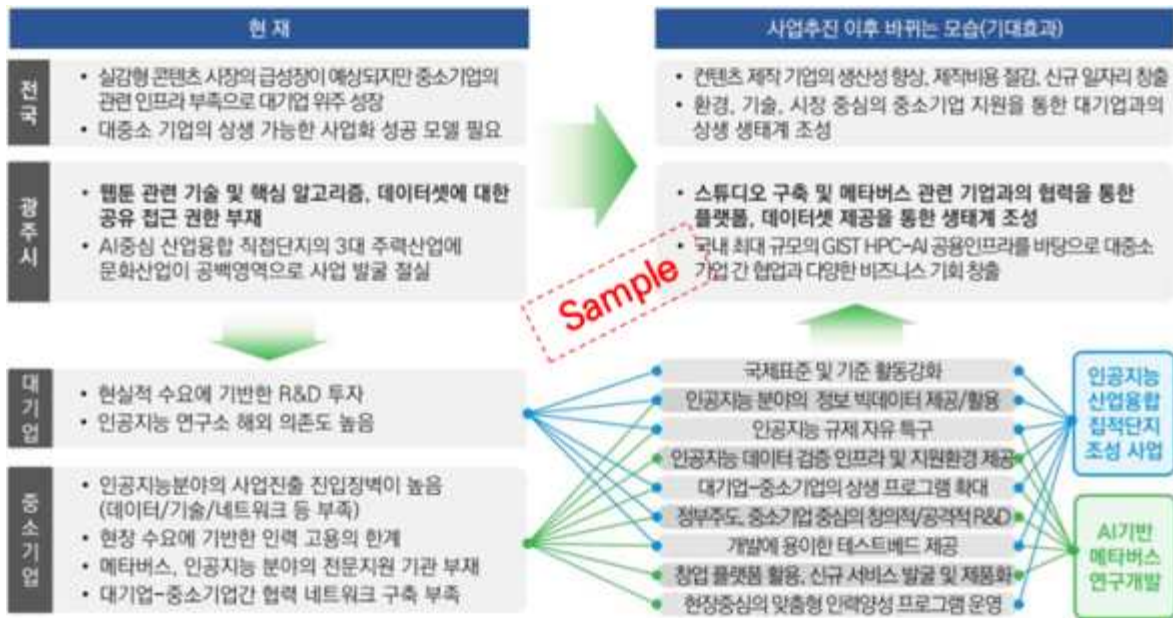 현 재
사업추진 이후 바뀌는 모습(기대효과)
전국
• 실감형 콘텐츠 시장의 급성장이 예상되지만 중소기업의
관련 인프라 부족으로 대기업 위주 성장
• 대중소 기업의 상생 가능한 사업화 성공 모델 필요
• 컨텐츠 제작 기업의 생산성 향상, 제작비용 절감, 신규 일자리 창출
• 환경, 기술, 시장 중심의 중소기업 지원을 통한 대기업과의
상생 생태계 조성
광주시
• 웹툰 관련 기술 및 핵심 알고리즘, 데이터셋에 대한
공유 접근 권한 부재
• AI중심 산업융합 직접단지의 3대 주력산업에
문화산업이 공백영역으로 사업 발굴 절실
• 스튜디오 구축 및 메타버스 관련 기업과의 협력을 통한
플랫폼, 데이터셋 제공을 통한 생태계 조성
• 국내 최대 규모의 GIST HPC-AI 공용인프라를 바탕으로 대중소
기업 간 협업과 다양한 비즈니스 기회 창출
Sample
대기업
• 현실적 수요에 기반한 R&D 투자
• 인공지능 연구소 해외 의존도 높음
중소기업
• 인공지능분야의 사업진출 진입장벽이 높음
(데이터/기술/네트워크 등 부족)
• 현장 수요에 기반한 인력 고용의 한계
• 메타버스, 인공지능 분야의 전문지원 기관 부재
• 대기업-중소기업간 협력 네트워크 구축 부족
국제표준 및 기준 활동강화
인공지능 분야의 정보 빅데이터 제공/활용
인공지능 규제 자유 특구
인공지능 데이터 검증 인프라 및 지원환경 제공
대기업-중소기업의 상생 프로그램 확대
정부주도, 중소기업 중심의 창의적/공격적 R&D
개발에 용이한 테스트베드 제공
창업 플랫폼 활용, 신규 서비스 발굴 및 제품화
현장중심의 맞춤형 인력양성 프로그램 운영
인공지능
산업융합
집적단지
조성 사업
AI기반
메타버스
연구개발